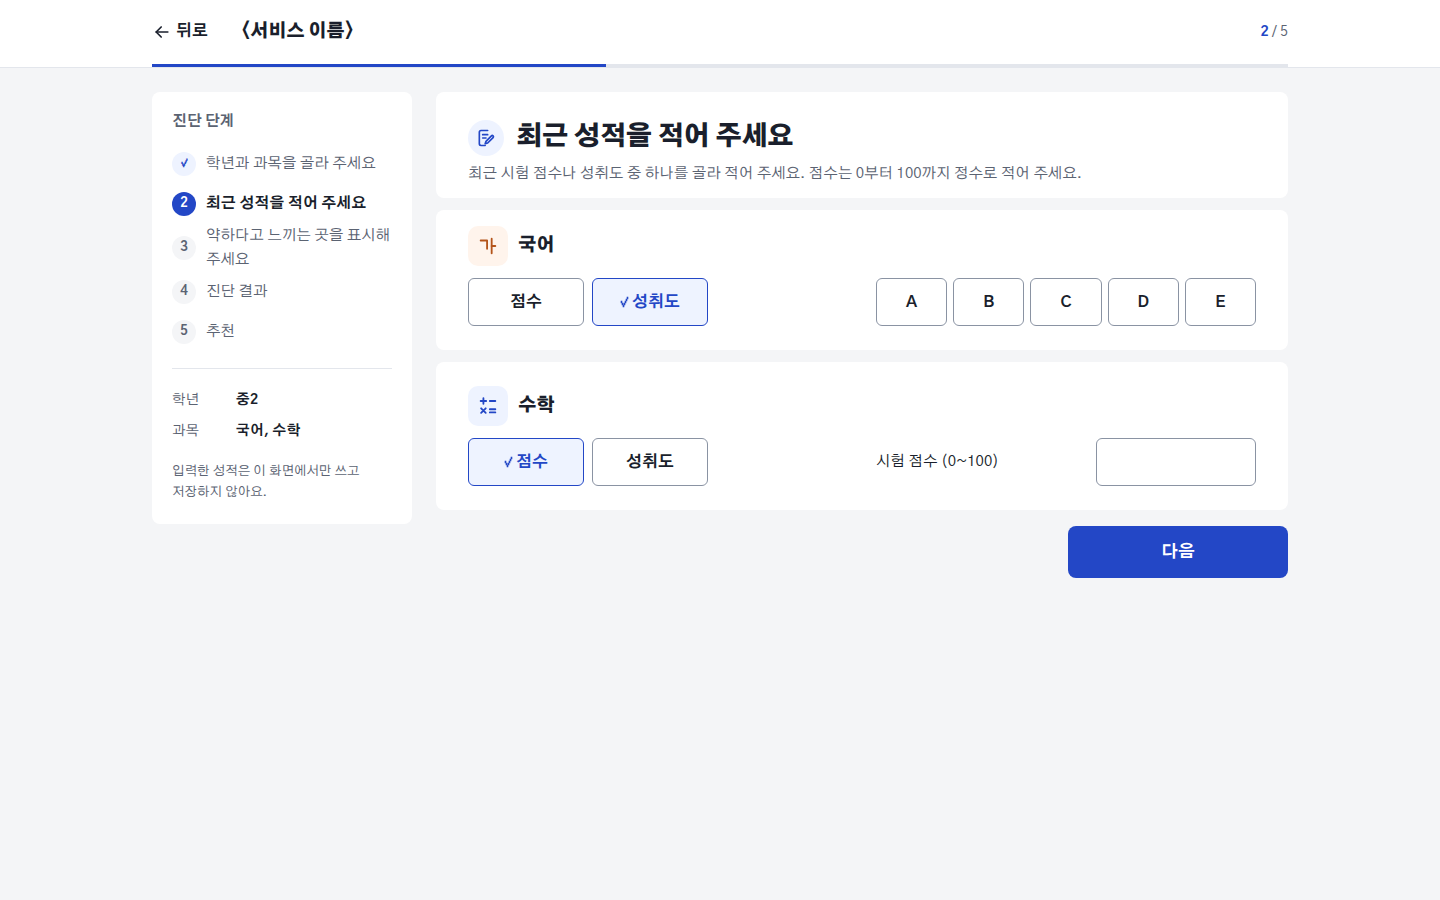 뒤로
〈서비스 이름〉
2 / 5
진단 단계
학년과 과목을 골라 주세요
2 최근 성적을 적어 주세요
3 약하다고 느끼는 곳을 표시해
주세요
4 진단 결과
5 추천
학년 중2
과목 국어, 수학
입력한 성적은 이 화면에서만 쓰고
저장하지 않아요.
최근 성적을 적어 주세요
최근 시험 점수나 성취도 중 하나를 골라 적어 주세요. 점수는 0부터 100까지 정수로 적어 주세요.
가 국어
점수 ✓성취도 A B C D E
수학
✓점수 성취도 시험 점수 (0~100)
다음